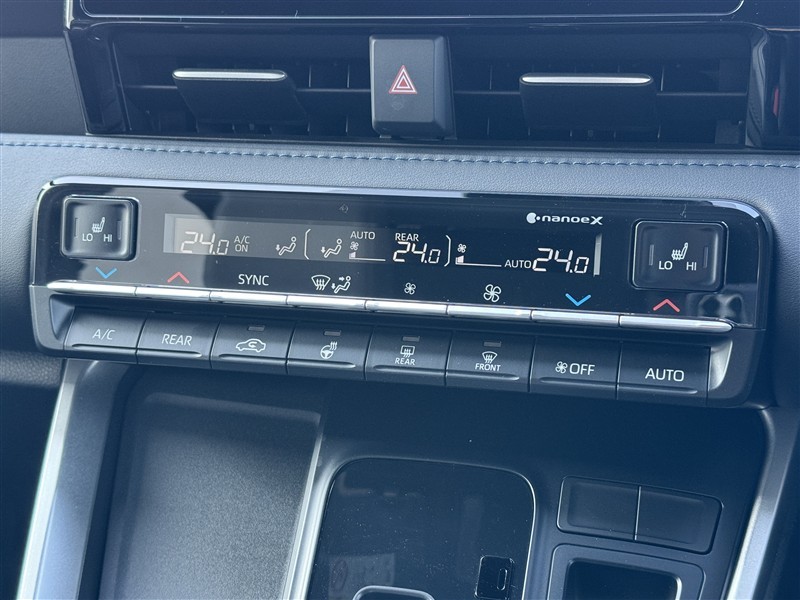 nanoeX
LO HI
24.0 A/C ON
AUTO
REAR
24.0
AUTO 24.0
LO HI
SYNC
A/C
REAR
REAR
FRONT
OFF
AUTO